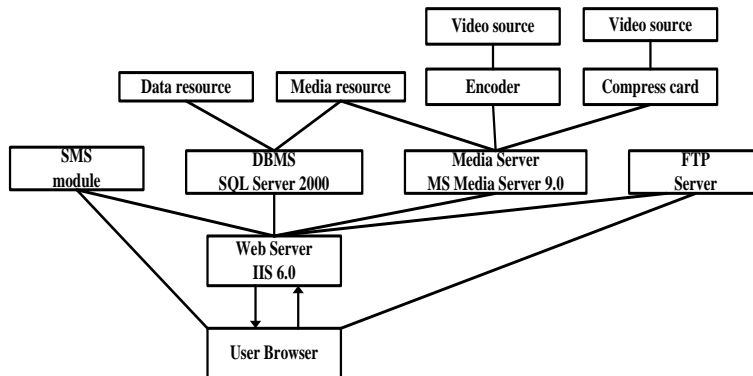 Video source
Video source
Data resource
Media resource
Encoder
Compress card
SMS
module
DBMS
SQL Server 2000
Media Server
MS Media Server 9.0
FTP
Server
Web Server
IIS 6.0
User Browser